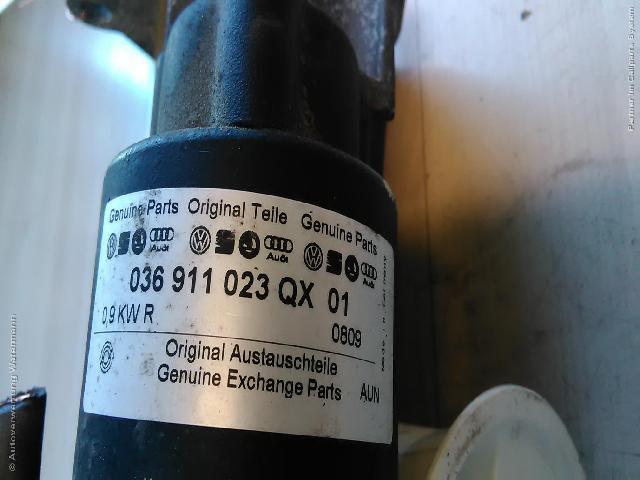 Genuine Parts Original Teile Genuine Parts
Audi Audi Audi
036 911 023 QX 01
0,9 KW R 0809
Original Austauschteile
Genuine Exchange Parts AUN
© Autoverwertung Watermann